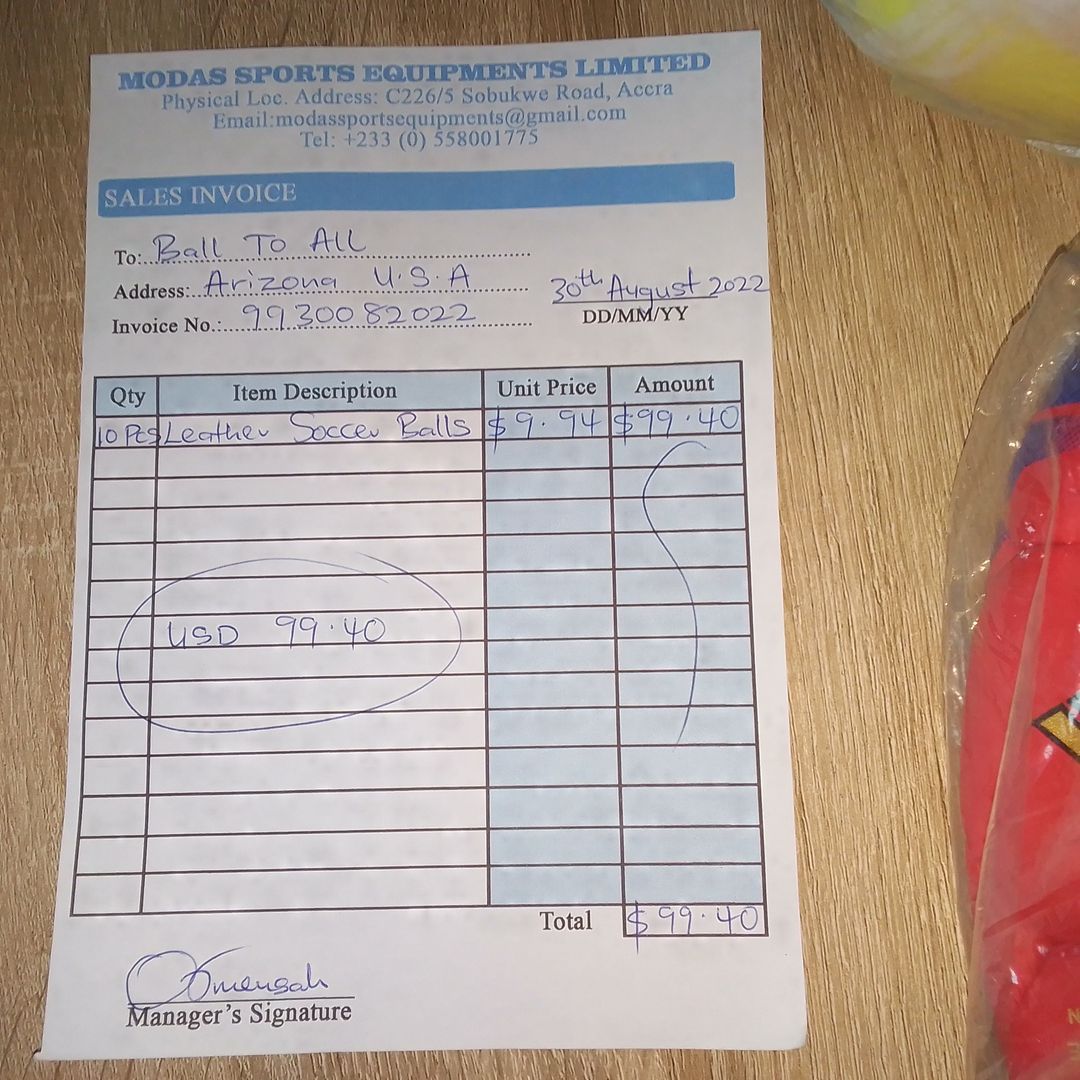 MODAS SPORTS EQUIPMENTS LIMITED
Physical Loc. Address: C226/5 Sobukwe Road, Accra
Email:modassportsequipments@gmail.com
Tel: +233 (0) 558001775
SALES INVOICE
To: Ball To All
Address: Arizona U.S.A
30th August 2022
Invoice No.: 99300 82022
DD/MM/YY
Qty Item Description Unit Price Amount
10 Pcs Leather Soccer Balls $9.94 $99.40
USD 99.40
Total $99.40
Manager's Signature